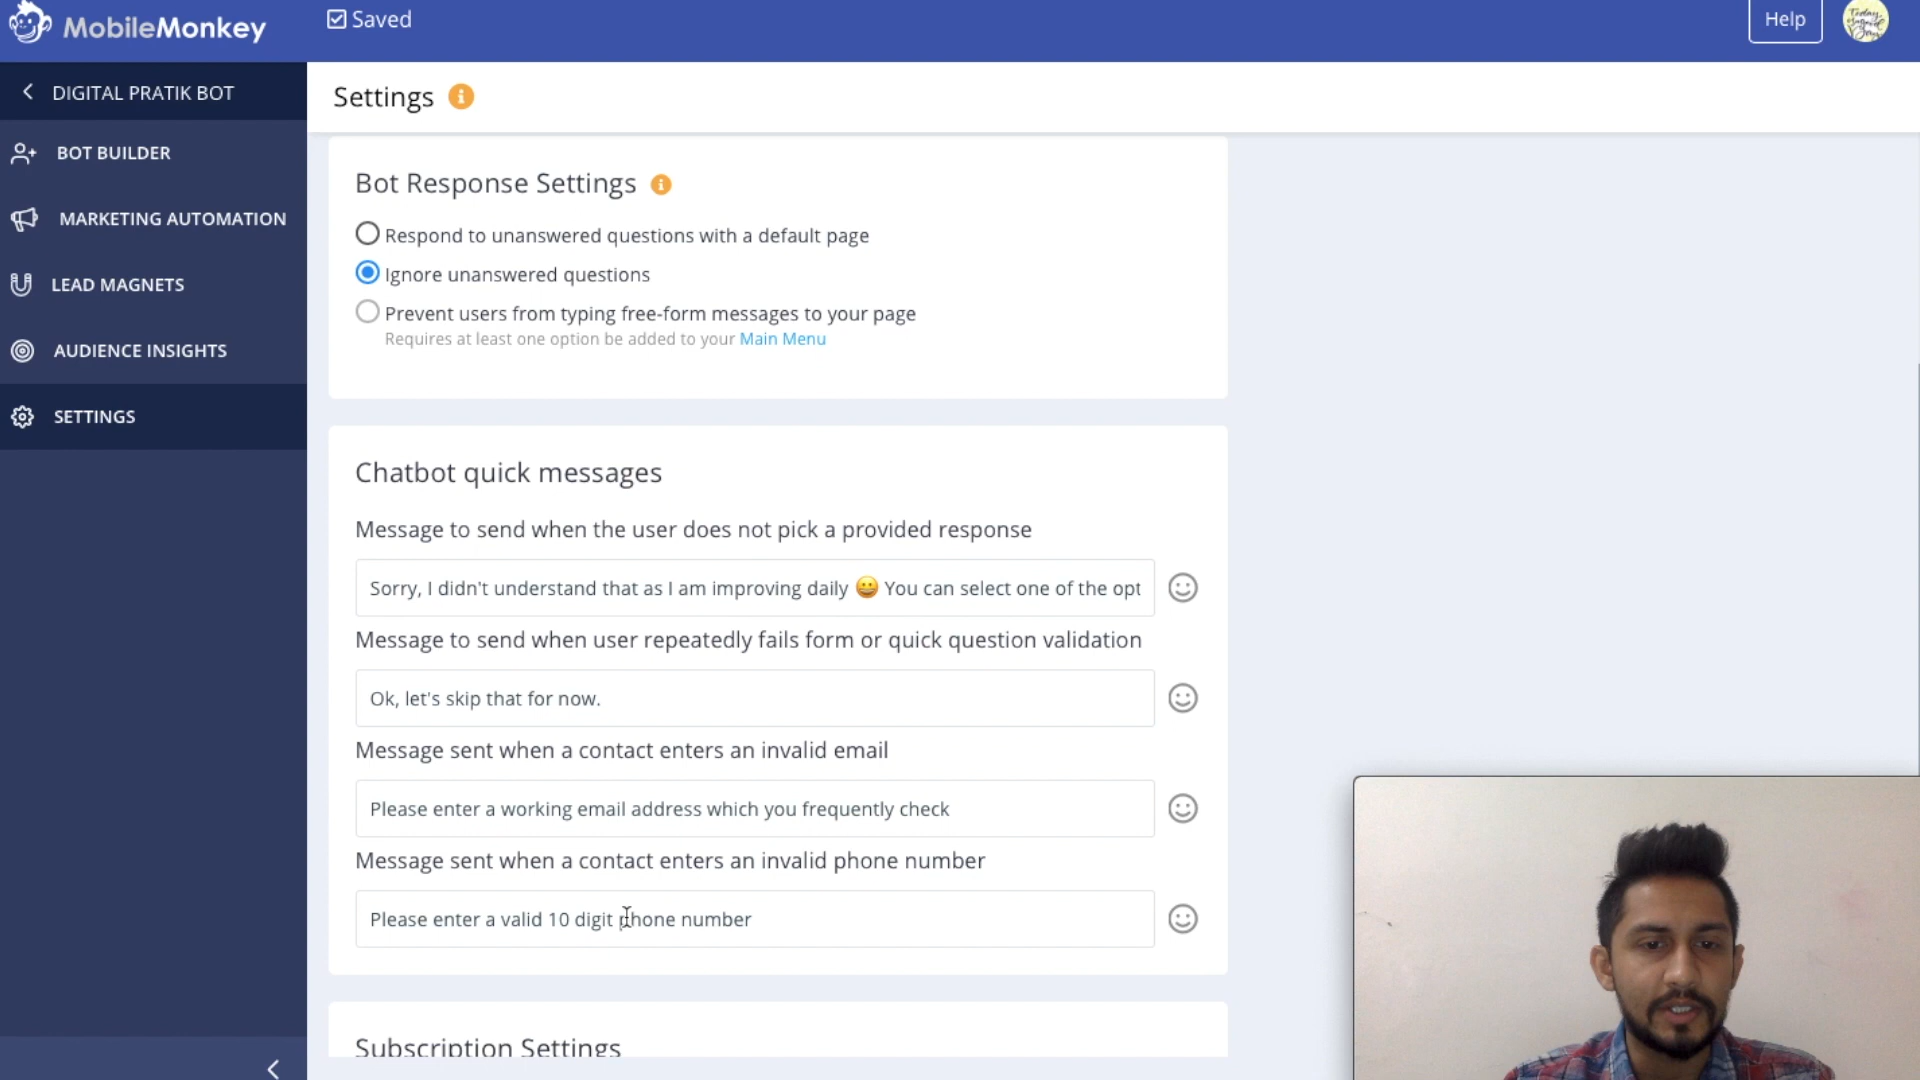 MobileMonkey
Saved
Help
DIGITAL PRATIK BOT
Settings
BOT BUILDER
MARKETING AUTOMATION
LEAD MAGNETS
AUDIENCE INSIGHTS
SETTINGS
Bot Response Settings
Respond to unanswered questions with a default page
Ignore unanswered questions
Prevent users from typing free-form messages to your page
Requires at least one option be added to your Main Menu
Chatbot quick messages
Message to send when the user does not pick a provided response
Sorry, I didn't understand that as I am improving daily 😀 You can select one of the opt
Message to send when user repeatedly fails form or quick question validation
Ok, let's skip that for now.
Message sent when a contact enters an invalid email
Please enter a working email address which you frequently check
Message sent when a contact enters an invalid phone number
Please enter a valid 10 digit phone number
Subscription Settings